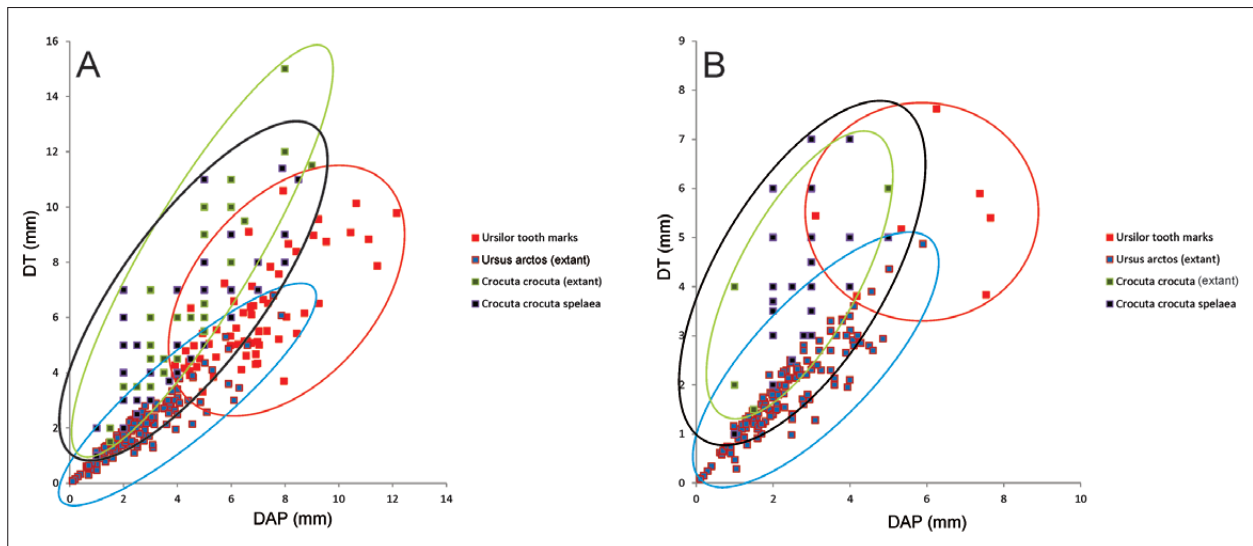 A
16
14
12
10
8
6
4
2
0
DT (mm)
0 2 4 6 8 10 12 14
DAP (mm)
Ursilor tooth marks
Ursus arctos (extant)
Crocuta crocuta (extant)
Crocuta crocuta spelaea
B
9
8
7
6
5
4
3
2
1
0
DT (mm)
0 2 4 6 8 10
DAP (mm)
Ursilor tooth marks
Ursus arctos (extant)
Crocuta crocuta (extant)
Crocuta crocuta spelaea